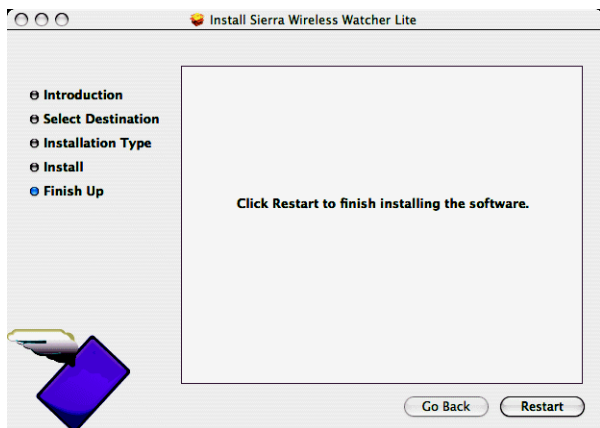 Install Sierra Wireless Watcher Lite
Introduction
Select Destination
Installation Type
Install
Finish Up
Click Restart to finish installing the software.
Go Back
Restart